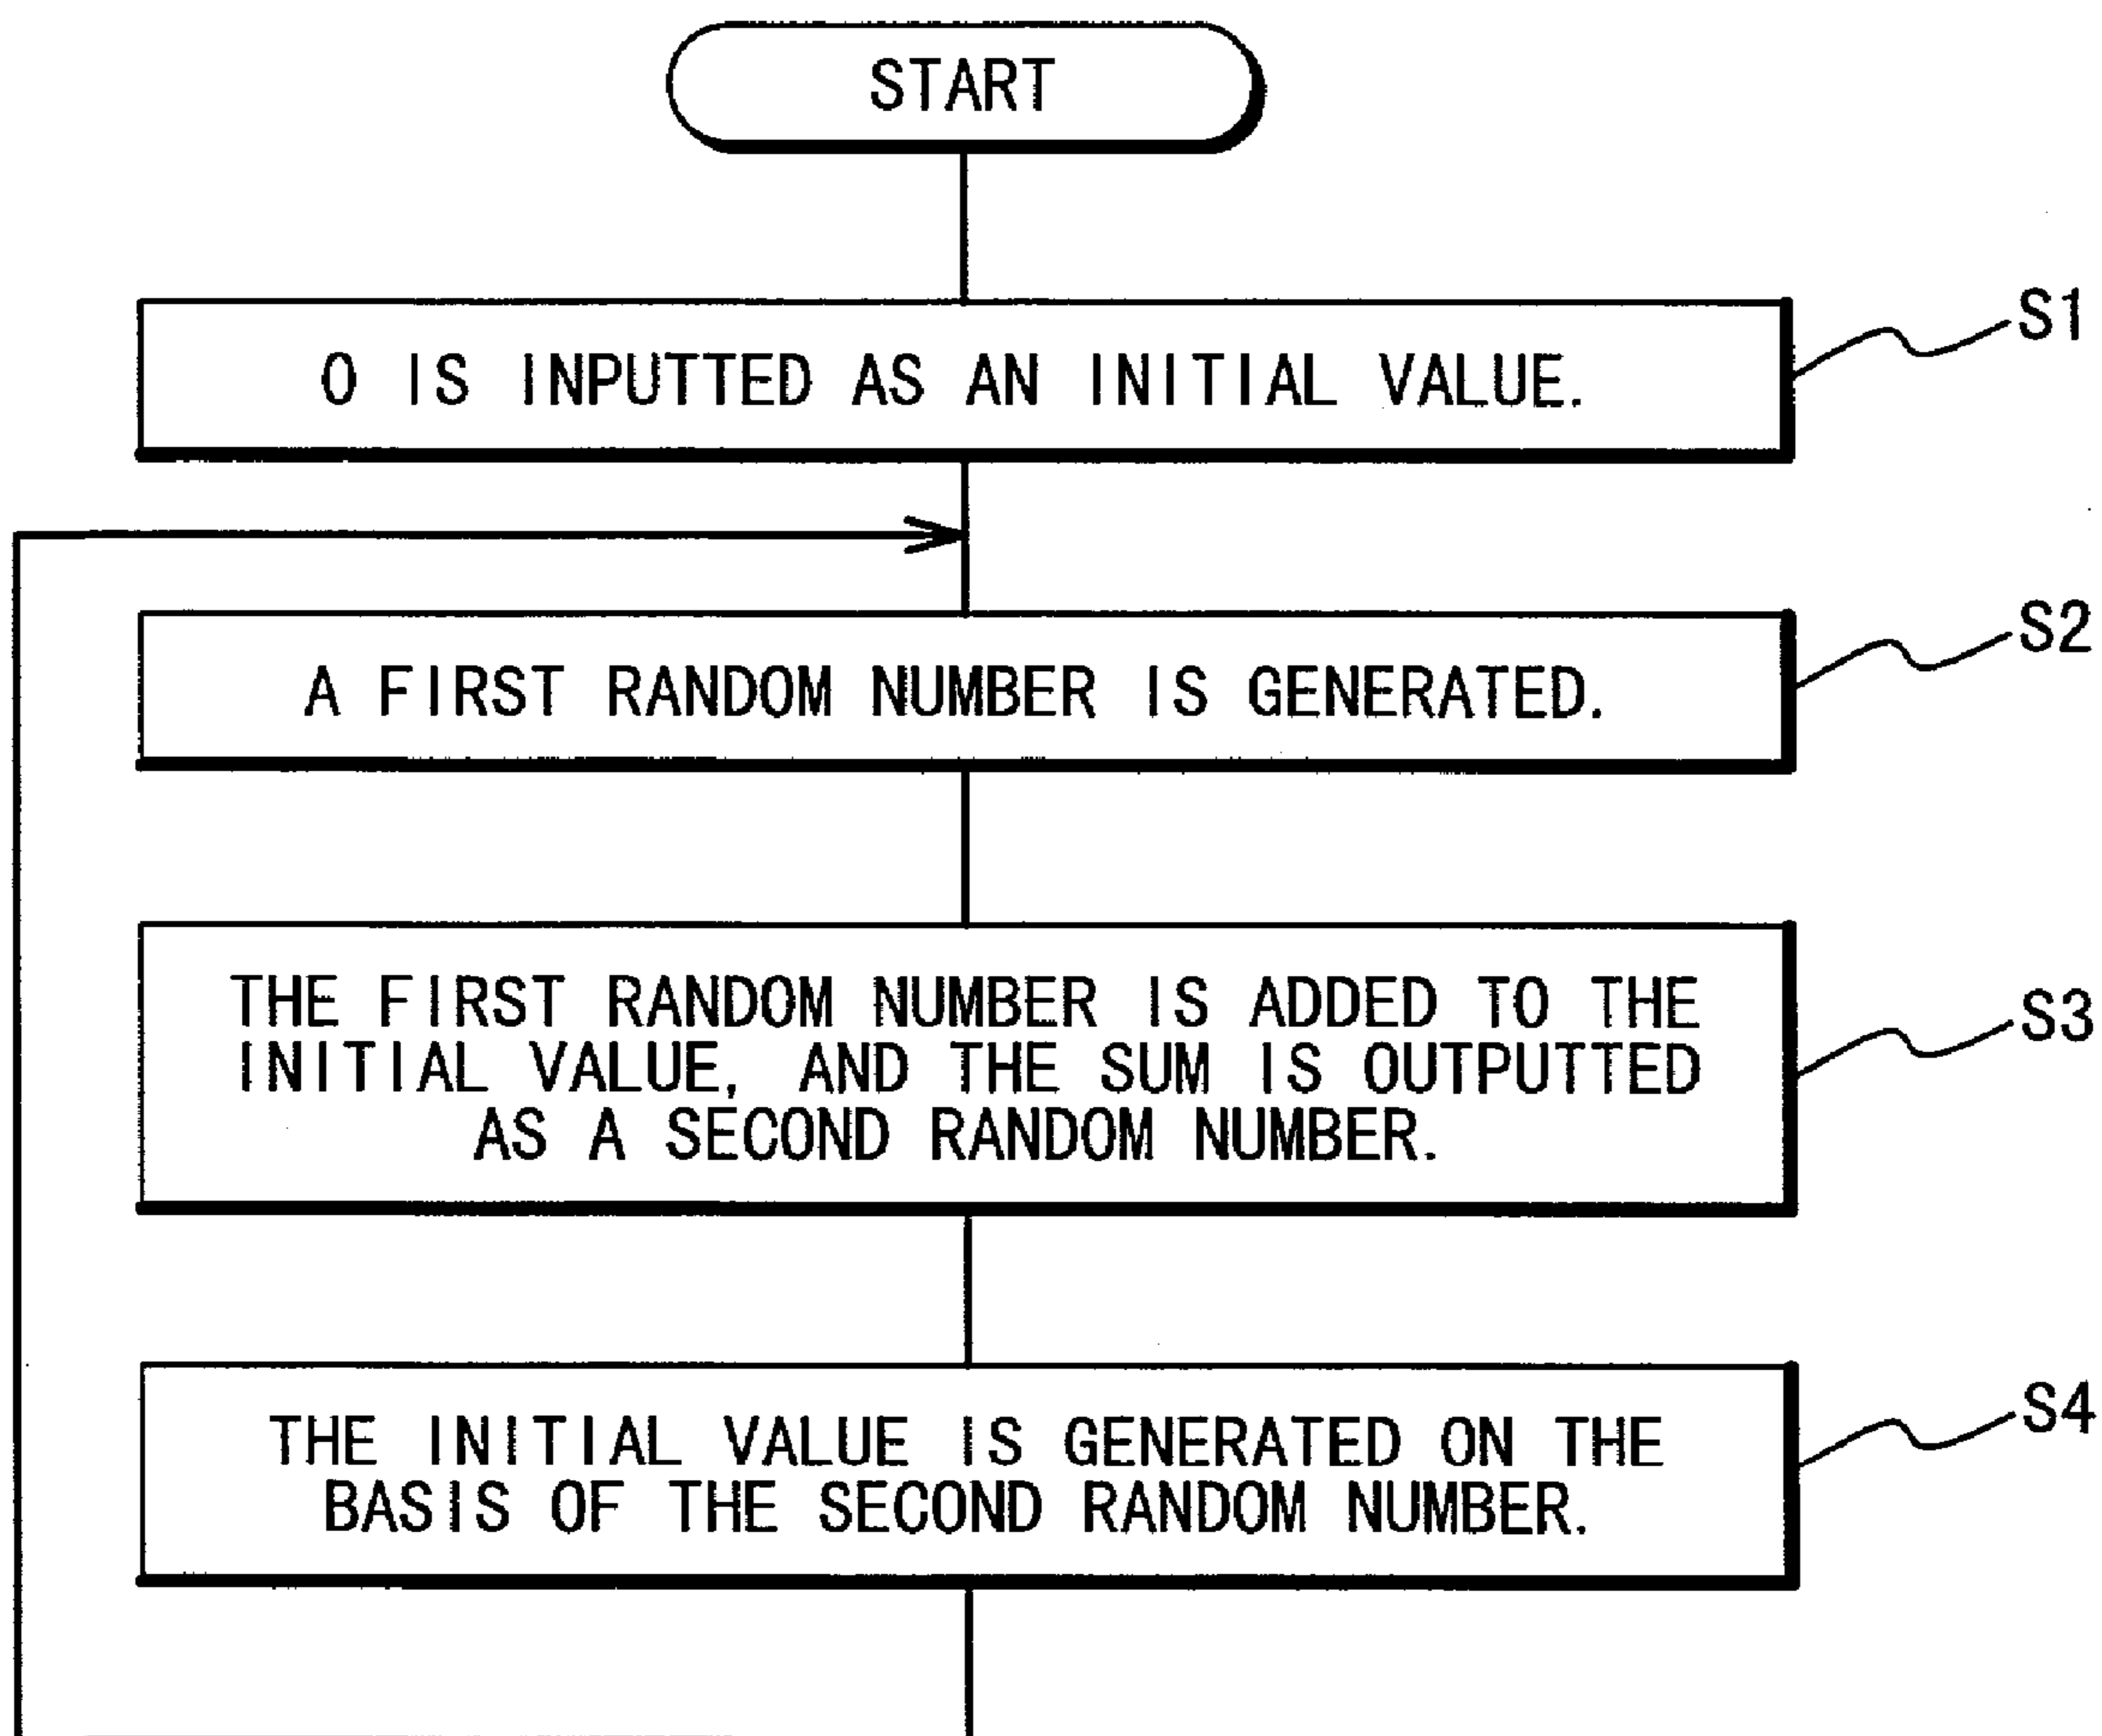 START
0 IS INPUTTED AS AN INITIAL VALUE.
S1
A FIRST RANDOM NUMBER IS GENERATED.
S2
THE FIRST RANDOM NUMBER IS ADDED TO THE
INITIAL VALUE, AND THE SUM IS OUTPUTTED
AS A SECOND RANDOM NUMBER.
S3
THE INITIAL VALUE IS GENERATED ON THE
BASIS OF THE SECOND RANDOM NUMBER.
S4